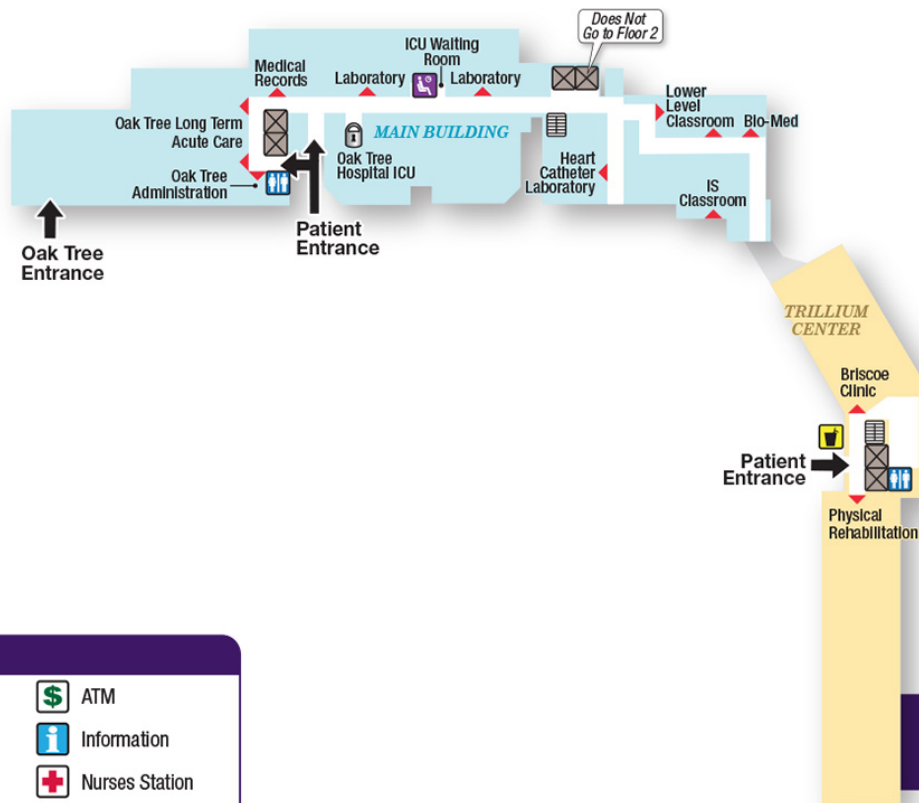 Does Not
Go to Floor 2
ICU Waiting
Room
Medical
Records
Laboratory
Laboratory
Lower
Level
Classroom
Bio-Med
Oak Tree Long Term
Acute Care
MAIN BUILDING
Oak Tree
Hospital ICU
Heart
Catheter
Laboratory
Oak Tree
Administration
IS
Classroom
Patient
Entrance
Oak Tree
Entrance
TRILLIUM
CENTER
Briscoe
Clinic
Patient
Entrance
Physical
Rehabilitation
$ ATM
i Information
Nurses Station